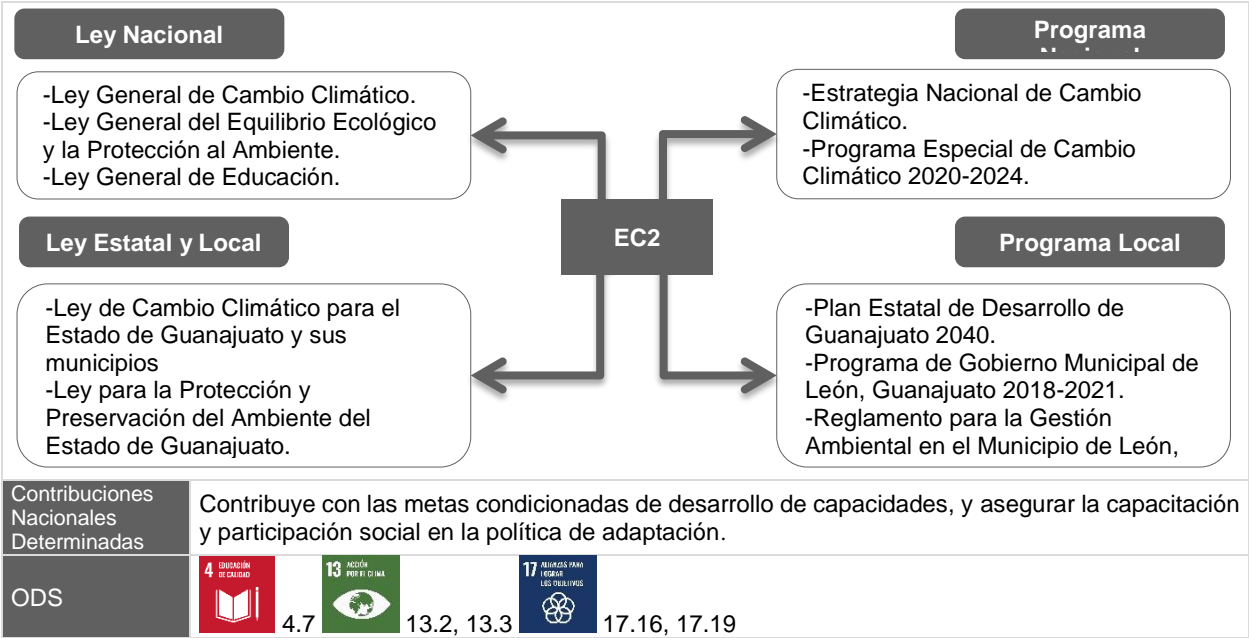 Ley Nacional
-Ley General de Cambio Climático.
-Ley General del Equilibrio Ecológico
y la Protección al Ambiente.
-Ley General de Educación.
Programa
-Estrategia Nacional de Cambio
Climático.
-Programa Especial de Cambio
Climático 2020-2024.
EC2
Ley Estatal y Local
-Ley de Cambio Climático para el
Estado de Guanajuato y sus
municipios
-Ley para la Protección y
Preservación del Ambiente del
Estado de Guanajuato.
Programa Local
-Plan Estatal de Desarrollo de
Guanajuato 2040.
-Programa de Gobierno Municipal de
León, Guanajuato 2018-2021.
-Reglamento para la Gestión
Ambiental en el Municipio de León,
Contribuciones
Nacionales
Determinadas
Contribuye con las metas condicionadas de desarrollo de capacidades, y asegurar la capacitación
y participación social en la política de adaptación.
ODS
4 EDUCACIÓN
DE CALIDAD
4.7
13 ACCIÓN
POR EL CLIMA
13.2, 13.3
17 ALIANZAS PARA
LOGRAR
LOS OBJETIVOS
17.16, 17.19